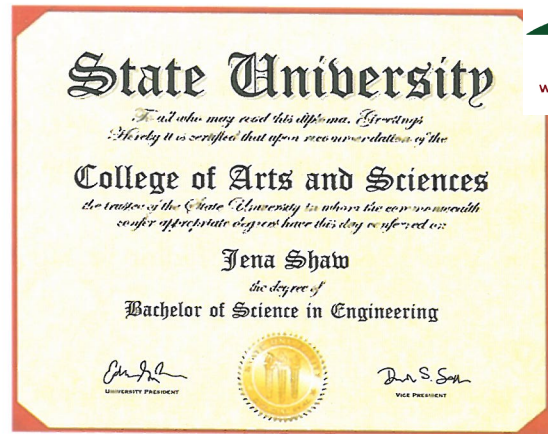 State University
To all who may read this diploma, Greetings
Hereby it is certified that upon recommendation of the
College of Arts and Sciences
the trustee of the State University to whom the commonwealth
confer appropriate degrees have this day conferred on
Jena Shaw
the degree of
Bachelor of Science in Engineering
UNIVERSITY PRESIDENT
VICE PRESIDENT
W